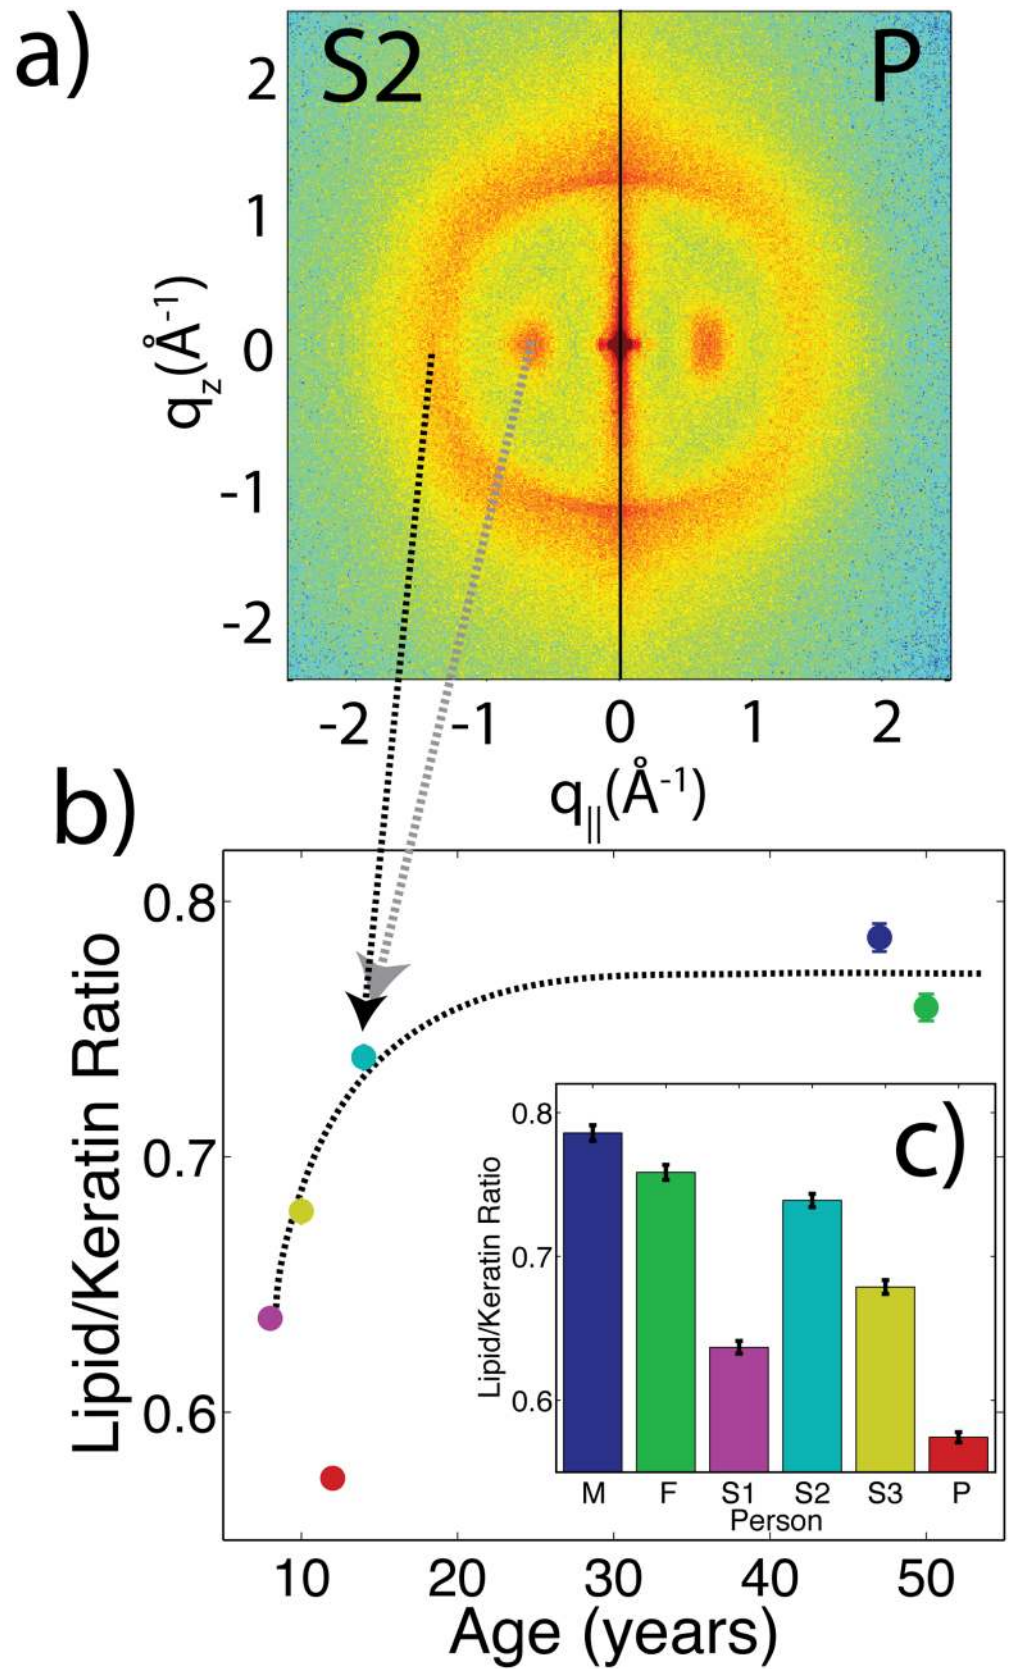 a)
S2
P
2
1
0
-1
-2
q_z(Å⁻¹)
-2
-1
0
1
2
q_||(Å⁻¹)
b)
0.8
0.7
0.6
Lipid/Keratin Ratio
10
20
30
40
50
Age (years)
c)
0.8
0.7
0.6
Lipid/Keratin Ratio
M
F
S1
S2
S3
P
Person